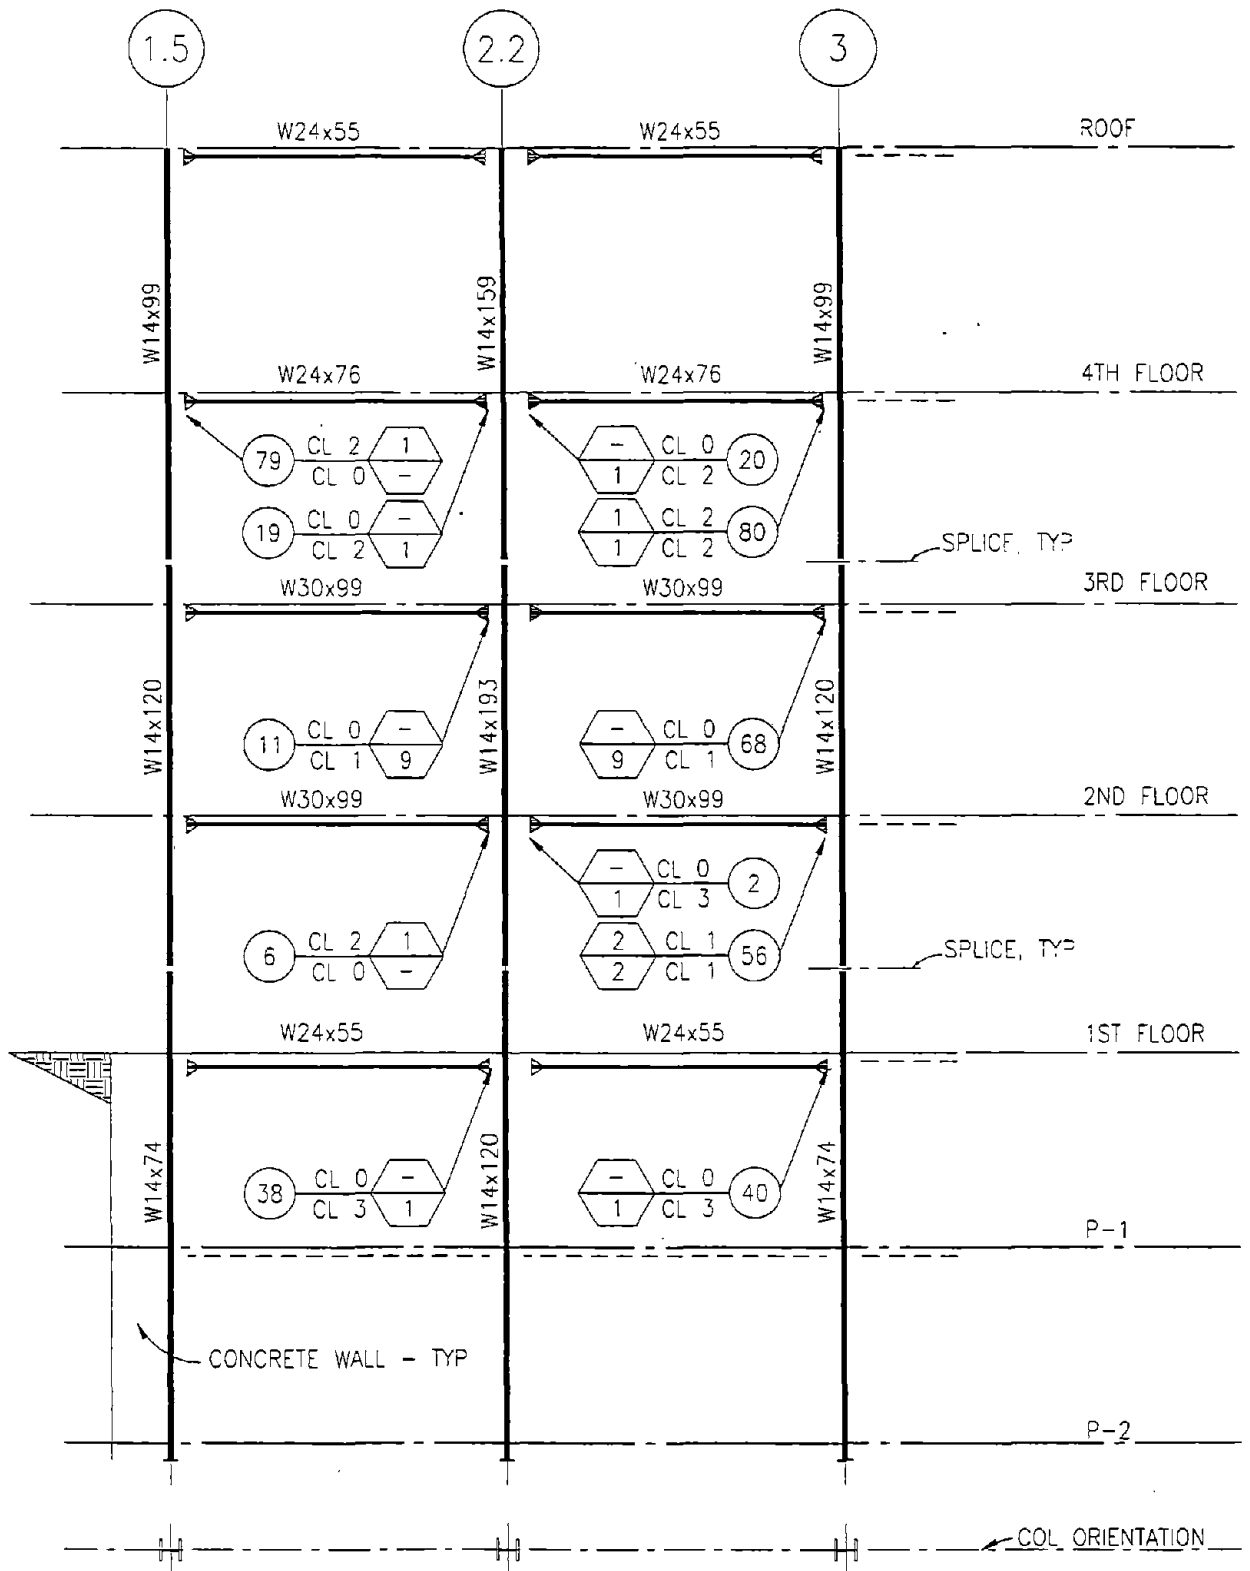 1.5 2.2 3
W24x55 W24x55 ROOF
W14x99 W14x159 W14x99
W24x76 W24x76 4TH FLOOR
79 CL 2 1
CL 0 -
- CL 0 20
1 CL 2
19 CL 0 -
CL 2 1
1 CL 2 80
1 CL 2
SPLICE, TYP
W30x99 W30x99 3RD FLOOR
W14x120 W14x193 W14x120
11 CL 0 -
CL 1 9
- CL 0 68
9 CL 1
W30x99 W30x99 2ND FLOOR
- CL 0 2
1 CL 3
6 CL 2 1
CL 0 -
2 CL 1 56
2 CL 1
SPLICE, TYP
W24x55 W24x55 1ST FLOOR
W14x74 W14x120 W14x74
38 CL 0 -
CL 3 1
- CL 0 40
1 CL 3
P-1
CONCRETE WALL - TYP
P-2
COL ORIENTATION